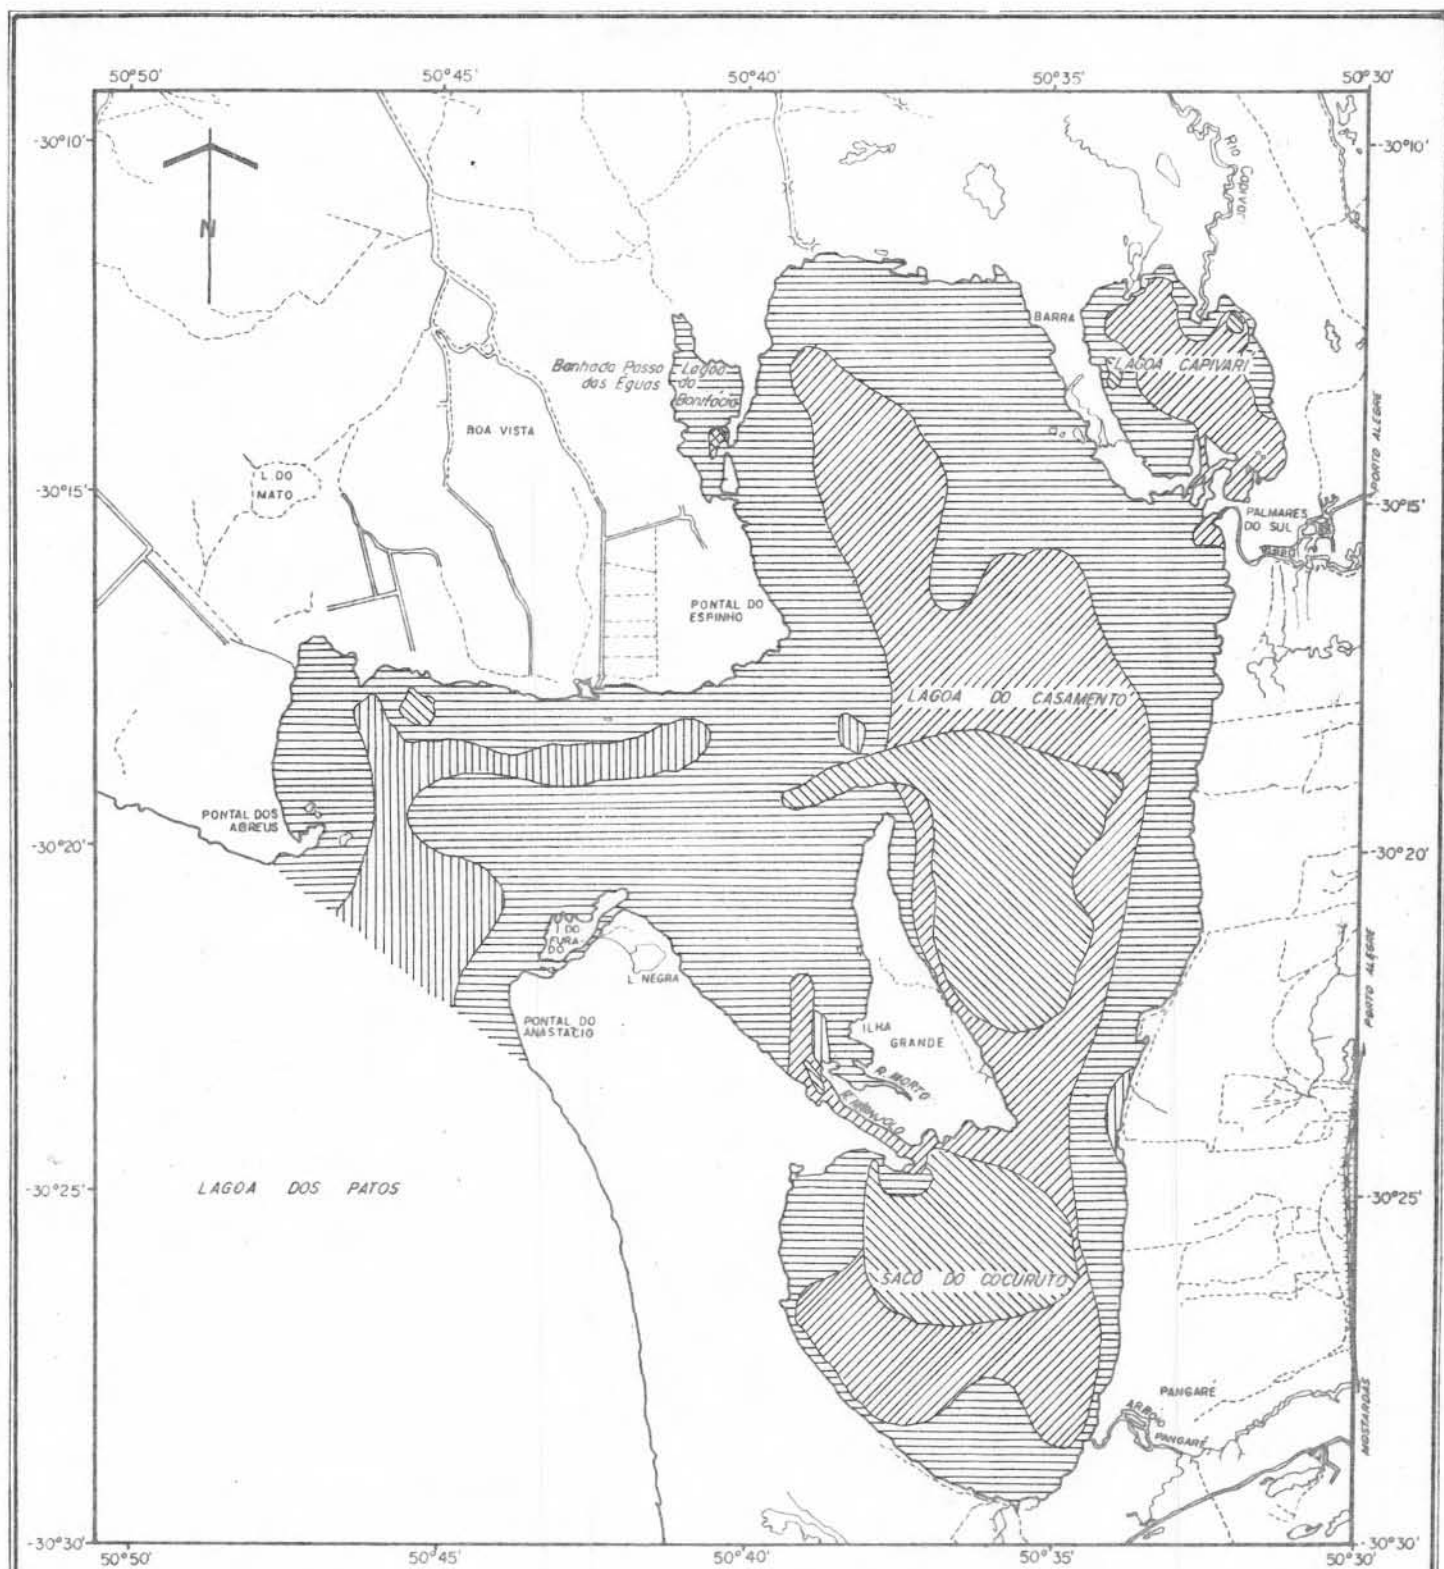 50°50' 50°45' 50°40' 50°35' 50°30'
-30°10' -30°10'
N
RIO
BARRA
LAGOA CAPIVARÍ
Banhado Passo
das Éguas
Lagoa
do
Bonifácio
BOA VISTA
L. DO
MATO
-30°15' -30°15'
PORTO ALEGRE
PALMARES
DO SUL
PONTAL DO
ESPINHO
LAGOA DO CASAMENTO
PONTAL DOS
ABREUS
-30°20' -30°20'
I. DO
FURA-
DO
L. NEGRA
PONTAL DO
ANASTÁCIO
ILHA
GRANDE
R. MORTO
PORTO ALEGRE
-30°25' -30°25'
LAGOA DOS PATOS
SACO DO COCURUTO
PANGARÉ
ARROIO
PANGARÉ
MOSTARDAS
-30°30' -30°30'
50°50' 50°45' 50°40' 50°35' 50°30'